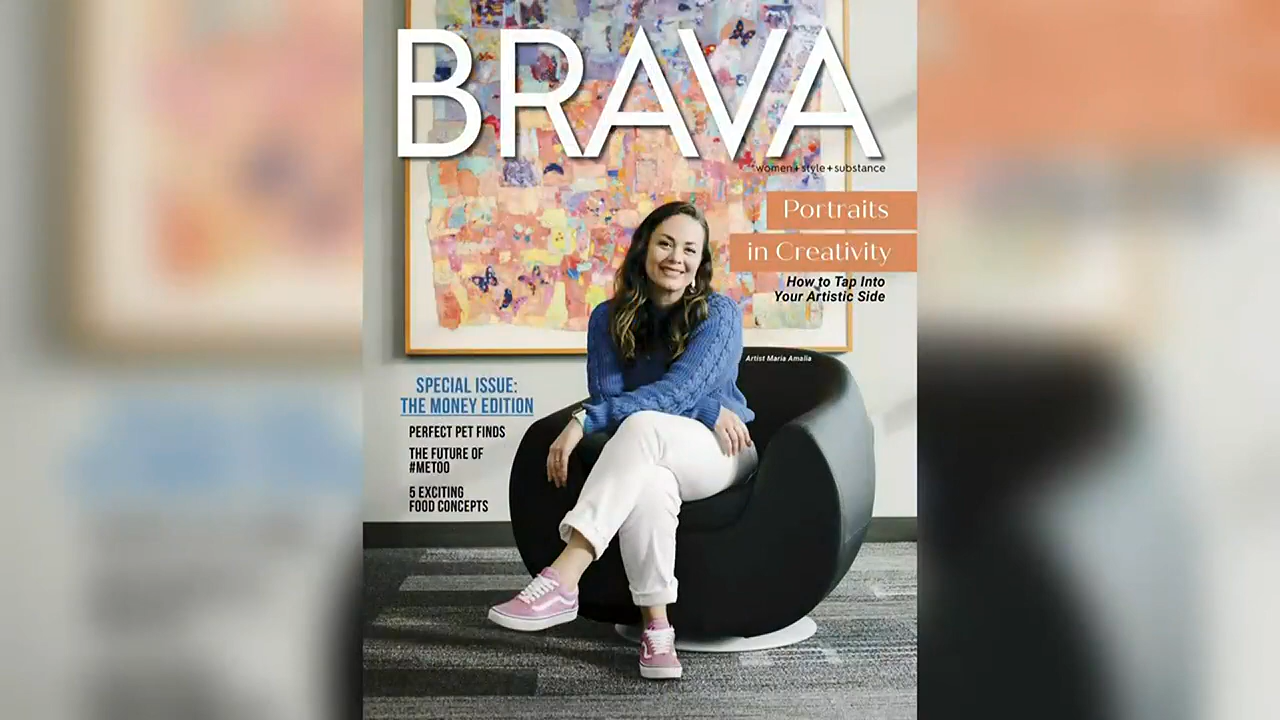 BRAVA
women+style+substance
Portraits
in Creativity
How to Tap Into
Your Artistic Side
Artist Maria Amalia
SPECIAL ISSUE:
THE MONEY EDITION
PERFECT PET FINDS
THE FUTURE OF
#METOO
5 EXCITING
FOOD CONCEPTS